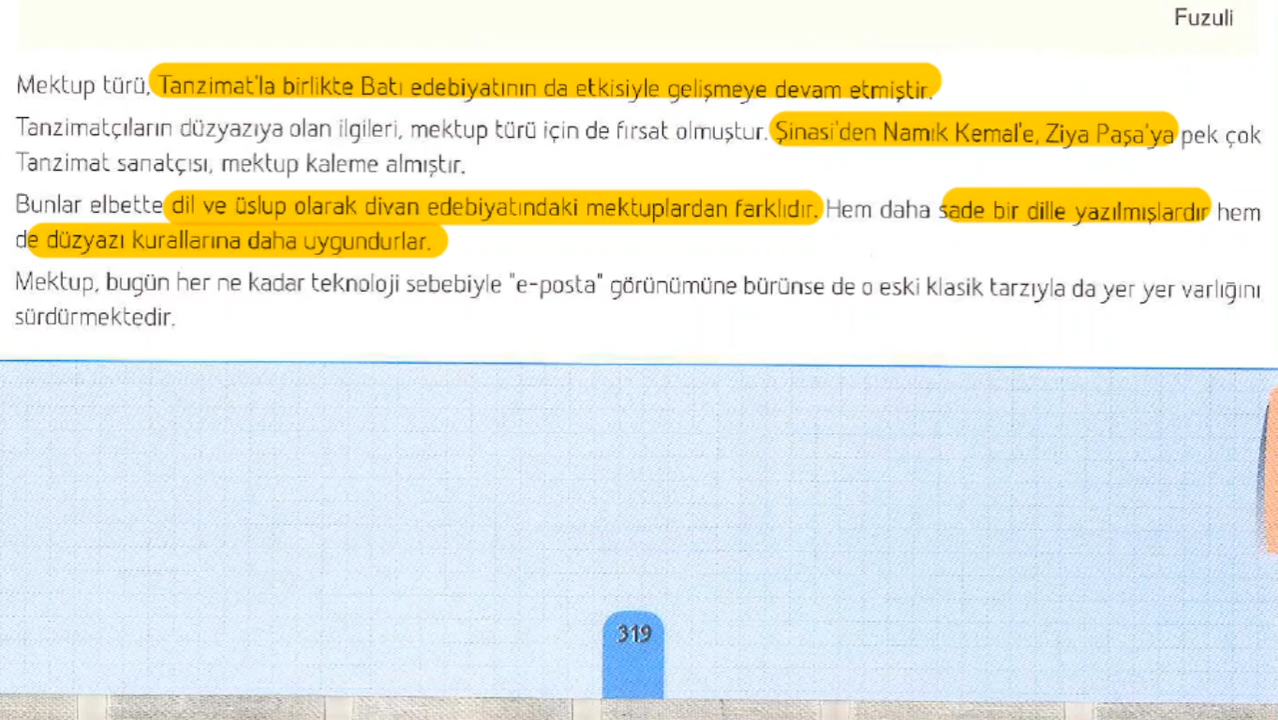 Fuzuli
Mektup türü, Tanzimat'la birlikte Batı edebiyatının da etkisiyle gelişmeye devam etmiştir.
Tanzimatçıların düzyazıya olan ilgileri, mektup türü için de fırsat olmuştur. Şinasi'den Namık Kemal'e, Ziya Paşa'ya pek çok
Tanzimat sanatçısı, mektup kaleme almıştır.
Bunlar elbette dil ve üslup olarak divan edebiyatındaki mektuplardan farklıdır. Hem daha sade bir dille yazılmışlardır hem
de düzyazı kurallarına daha uygundurlar.
Mektup, bugün her ne kadar teknoloji sebebiyle "e-posta" görünümüne bürünse de o eski klasik tarzıyla da yer yer varlığını
sürdürmektedir.
319